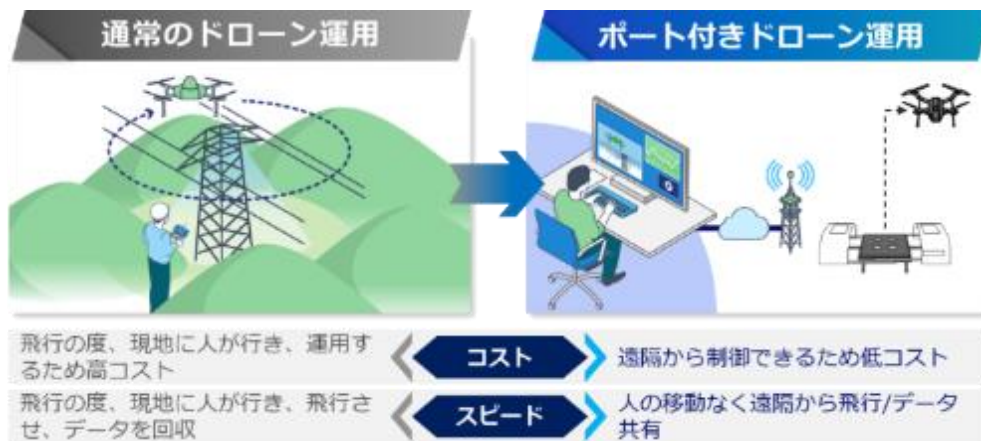 通常のドローン運用
ポート付きドローン運用
飛行の度、現地に人が行き、運用す
るため高コスト
コスト
遠隔から制御できるため低コスト
飛行の度、現地に人が行き、飛行さ
せ、データを回収
スピード
人の移動なく遠隔から飛行/データ
共有